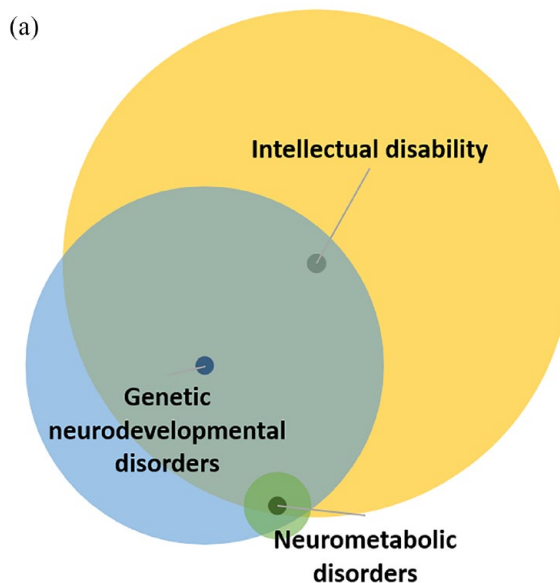 (a)
Intellectual disability
Genetic
neurodevelopmental
disorders
Neurometabolic
disorders